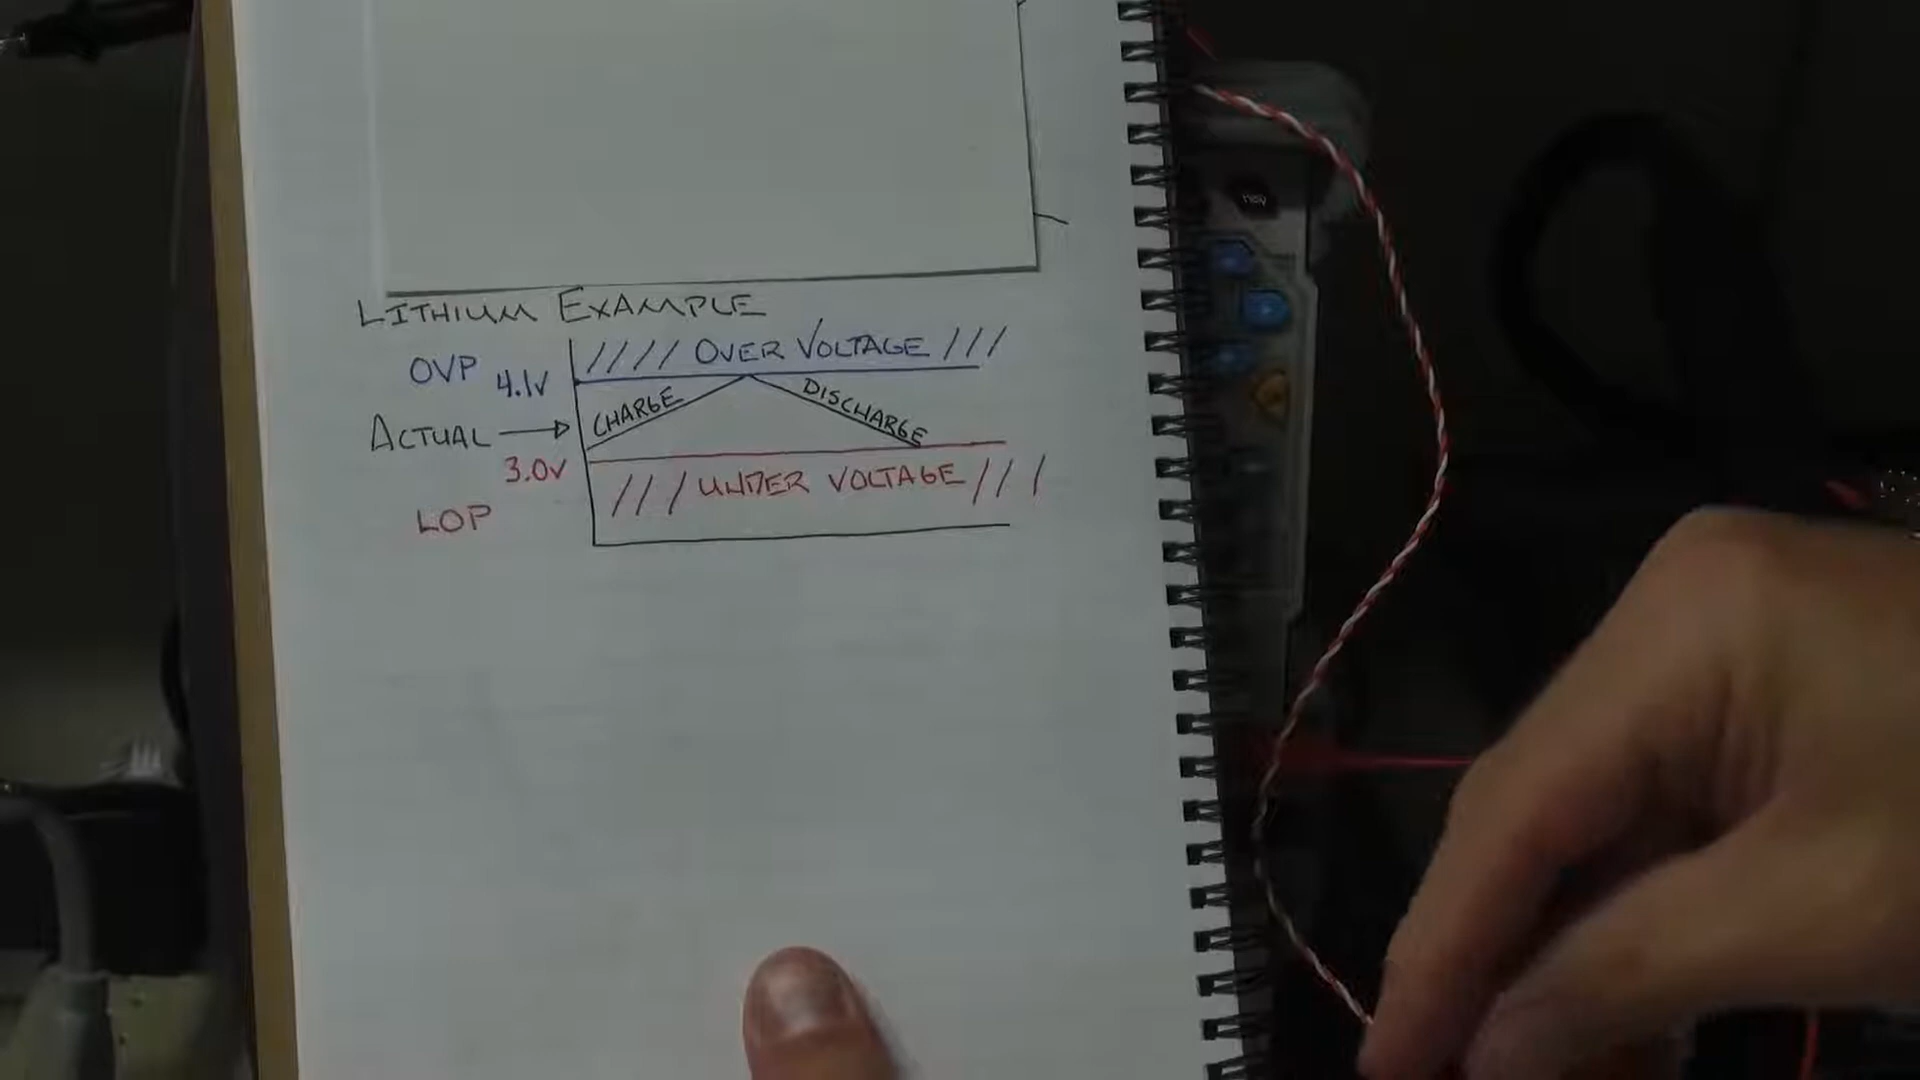 LITHIUM EXAMPLE
OVP 4.1V //// OVER VOLTAGE ///
CHARGE DISCHARGE
ACTUAL
3.0V
/// UNDER VOLTAGE ///
LOP